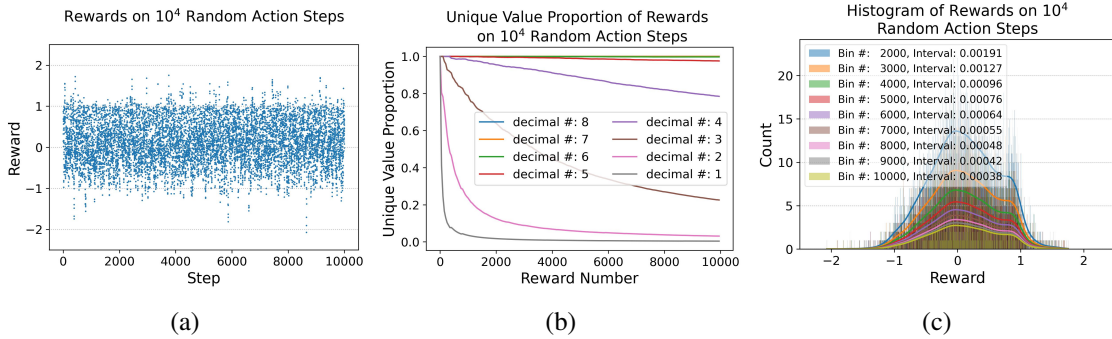 Rewards on 10⁴ Random Action Steps
2
1
0
−1
−2
Reward
0 2000 4000 6000 8000 10000
Step
(a)
Unique Value Proportion of Rewards
on 10⁴ Random Action Steps
1.0
0.8
0.6
0.4
0.2
0.0
Unique Value Proportion
decimal #: 8
decimal #: 7
decimal #: 6
decimal #: 5
decimal #: 4
decimal #: 3
decimal #: 2
decimal #: 1
0 2000 4000 6000 8000 10000
Reward Number
(b)
Histogram of Rewards on 10⁴
Random Action Steps
20
15
10
5
0
Count
Bin #: 2000, Interval: 0.00191
Bin #: 3000, Interval: 0.00127
Bin #: 4000, Interval: 0.00096
Bin #: 5000, Interval: 0.00076
Bin #: 6000, Interval: 0.00064
Bin #: 7000, Interval: 0.00055
Bin #: 8000, Interval: 0.00048
Bin #: 9000, Interval: 0.00042
Bin #: 10000, Interval: 0.00038
−2 −1 0 1 2
Reward
(c)